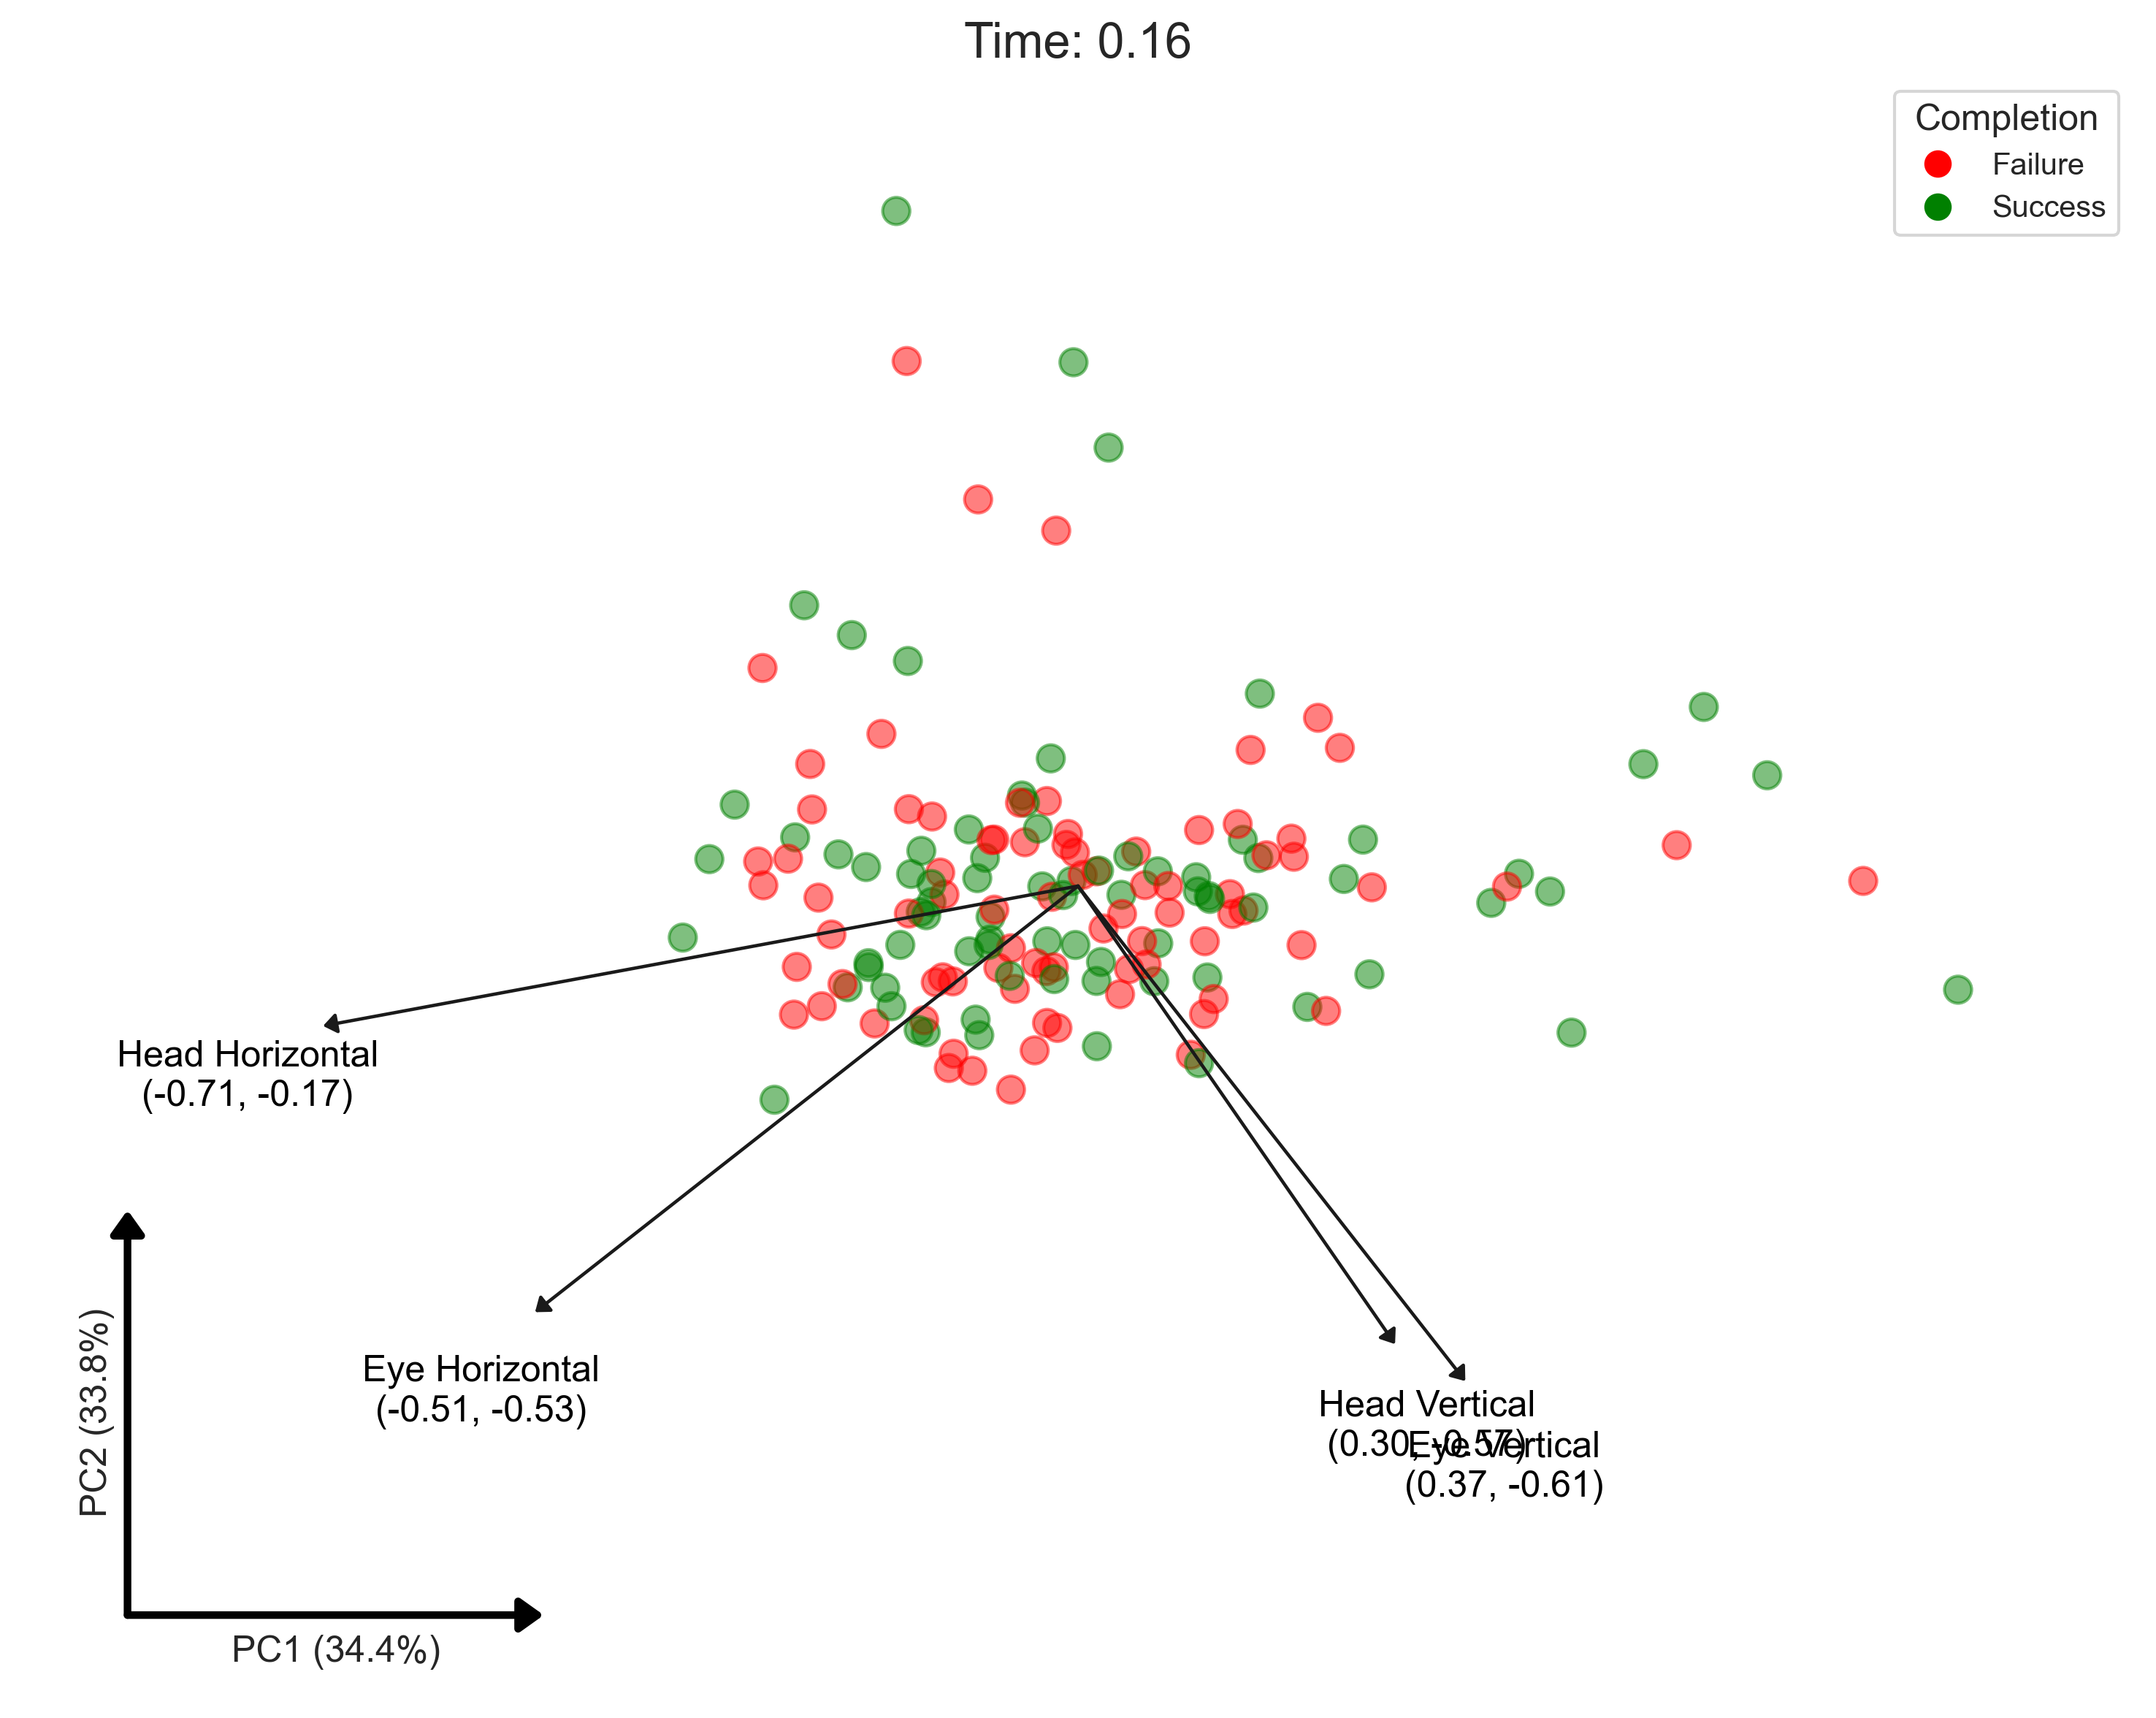 Time: 0.16
Completion
Failure
Success
Head Horizontal
(-0.71, -0.17)
Eye Horizontal
(-0.51, -0.53)
Head Vertical
(0.30, -0.57)
Eye Vertical
(0.37, -0.61)
PC2 (33.8%)
PC1 (34.4%)